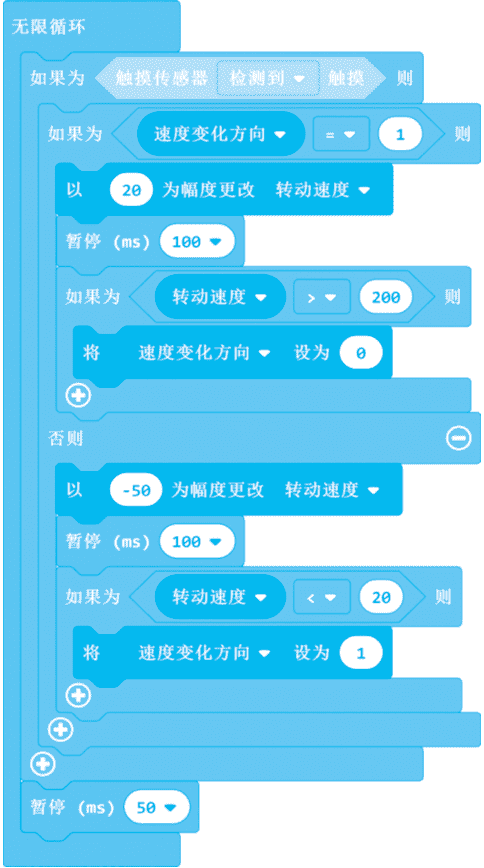 无限循环
如果为 触摸传感器 检测到 触摸 则
如果为 速度变化方向 = 1 则
以 20 为幅度更改 转动速度
暂停 (ms) 100
如果为 转动速度 > 200 则
将 速度变化方向 设为 0
否则
以 -50 为幅度更改 转动速度
暂停 (ms) 100
如果为 转动速度 < 20 则
将 速度变化方向 设为 1
暂停 (ms) 50